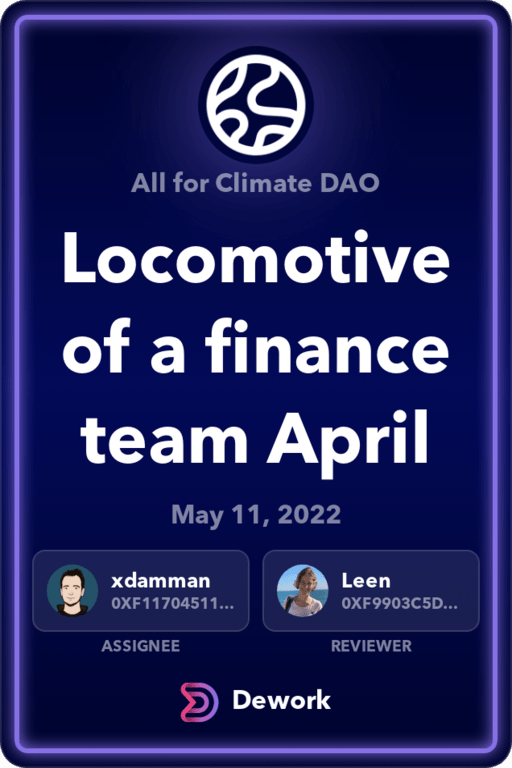 All for Climate DAO
Locomotive
of a finance
team April
May 11, 2022
xdamman
0XF11704511...
ASSIGNEE
Leen
0XF9903C5D...
REVIEWER
Dework